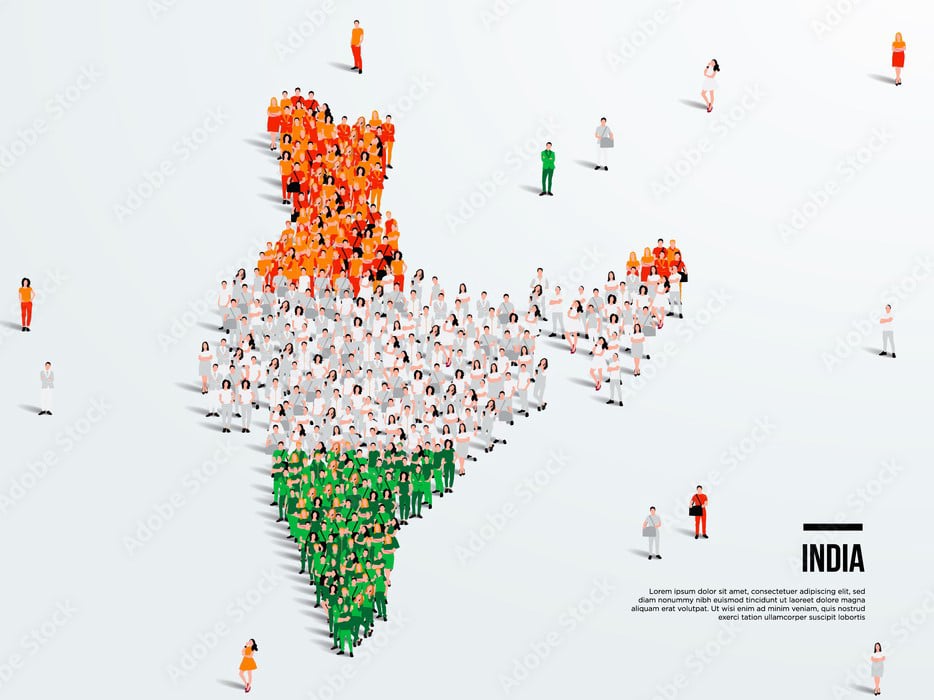 INDIA
Lorem ipsum dolor sit amet, consectetuer adipiscing elit, sed
diam nonummy nibh euismod tincidunt ut laoreet dolore magna
aliquam erat volutpat. Ut wisi enim ad minim veniam, quis nostrud
exerci tation ullamcorper suscipit lobortis
Adobe Stock